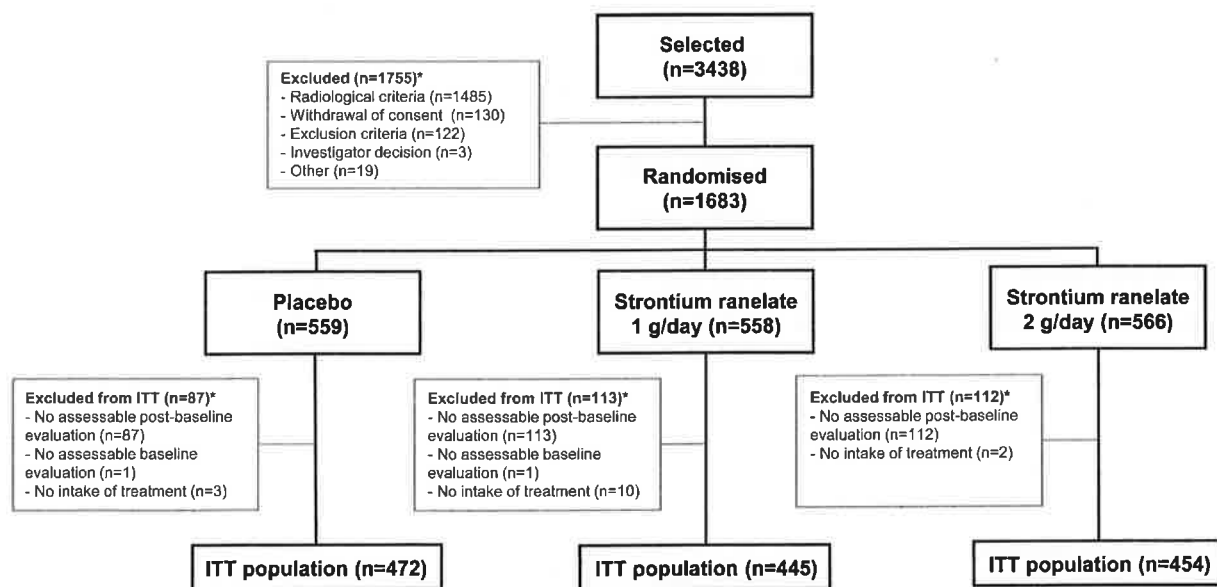 Selected
(n=3438)
Excluded (n=1755)*
- Radiological criteria (n=1485)
- Withdrawal of consent (n=130)
- Exclusion criteria (n=122)
- Investigator decision (n=3)
- Other (n=19)
Randomised
(n=1683)
Placebo
(n=559)
Strontium ranelate
1 g/day (n=558)
Strontium ranelate
2 g/day (n=566)
Excluded from ITT (n=87)*
- No assessable post-baseline
evaluation (n=87)
- No assessable baseline
evaluation (n=1)
- No intake of treatment (n=3)
Excluded from ITT (n=113)*
- No assessable post-baseline
evaluation (n=113)
- No assessable baseline
evaluation (n=1)
- No intake of treatment (n=10)
Excluded from ITT (n=112)*
- No assessable post-baseline
evaluation (n=112)
- No intake of treatment (n=2)
ITT population (n=472)
ITT population (n=445)
ITT population (n=454)